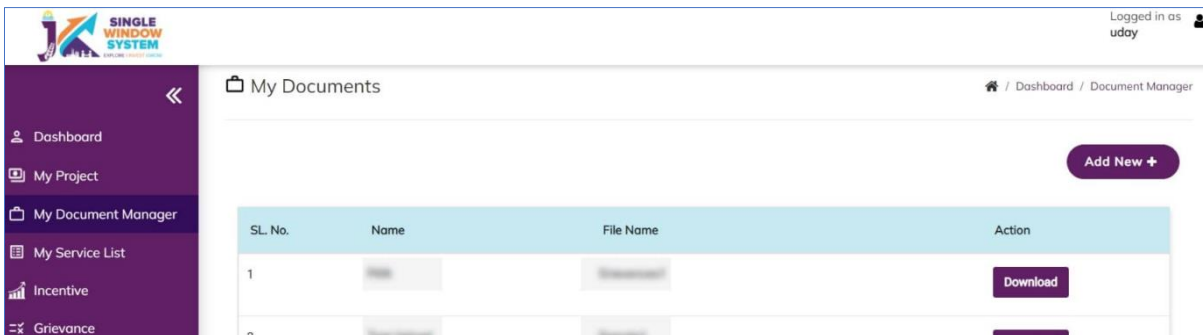 SINGLE
WINDOW
SYSTEM
Logged in as
uday
My Documents
/ Dashboard / Document Manager
Dashboard
My Project
My Document Manager
My Service List
Incentive
Grievance
Add New +
SL. No. Name File Name Action
1 Download